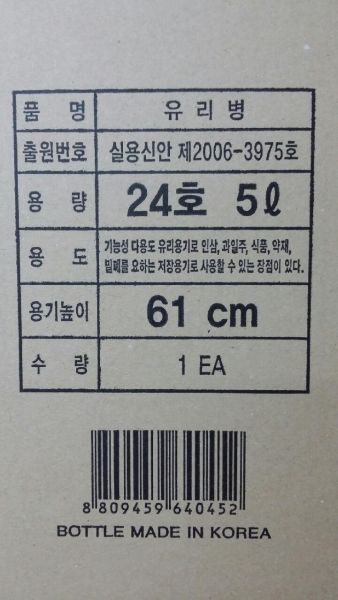 품 명 유리병
출원번호 실용신안 제2006-3975호
용 량 24호 5ℓ
용 도 기능성 다용도 유리용기로 인삼, 과일주, 식품, 약재,
밀폐를 요하는 저장용기로 사용할 수 있는 장점이 있다.
용기높이 61 cm
수 량 1 EA
8 809459 640452
BOTTLE MADE IN KOREA